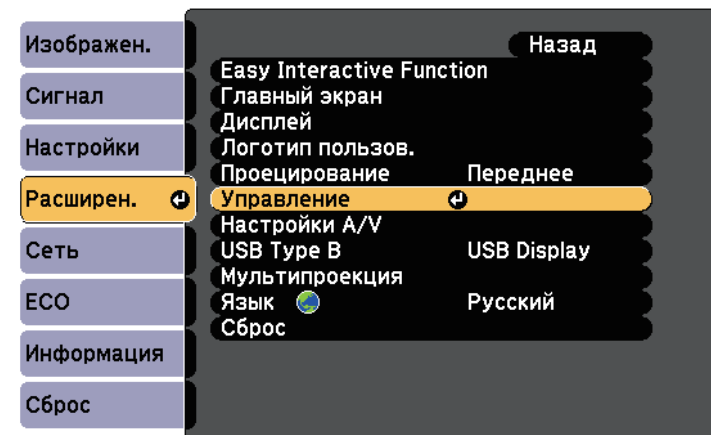 Изображен.
Сигнал
Настройки
Расширен.
Сеть
ECO
Информация
Сброс
Назад
Easy Interactive Function
Главный экран
Дисплей
Логотип пользов.
Проецирование Переднее
Управление
Настройки A/V
USB Type B USB Display
Мультипроекция
Язык Русский
Сброс